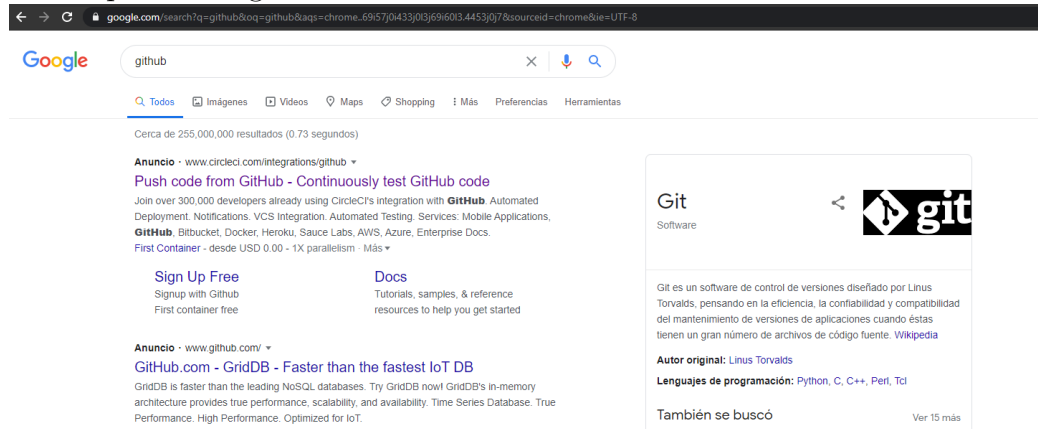 google.com/search?q=github&oq=github&aqs=chrome..69i57j0i433j0l3j69i60l3.4453j0j7&sourceid=chrome&ie=UTF-8
Google
github
Todos Imágenes Videos Maps Shopping Más Preferencias Herramientas
Cerca de 255,000,000 resultados (0.73 segundos)
Anuncio · www.circleci.com/integrations/github
Push code from GitHub - Continuously test GitHub code
Join over 300,000 developers already using CircleCI's integration with GitHub. Automated
Deployment. Notifications. VCS Integration. Automated Testing. Services: Mobile Applications,
GitHub, Bitbucket, Docker, Heroku, Sauce Labs, AWS, Azure, Enterprise Docs.
First Container - desde USD 0.00 - 1X parallelism · Más
Sign Up Free
Signup with Github
First container free
Docs
Tutorials, samples, & reference
resources to help you get started
Anuncio · www.github.com/
GitHub.com - GridDB - Faster than the fastest IoT DB
GridDB is faster than the leading NoSQL databases. Try GridDB now! GridDB's in-memory
architecture provides true performance, scalability, and availability. Time Series Database. True
Performance. High Performance. Optimized for IoT.
Git
Software
git
Git es un software de control de versiones diseñado por Linus
Torvalds, pensando en la eficiencia, la confiabilidad y compatibilidad
del mantenimiento de versiones de aplicaciones cuando éstas
tienen un gran número de archivos de código fuente. Wikipedia
Autor original: Linus Torvalds
Lenguajes de programación: Python, C, C++, Perl, Tcl
También se buscó
Ver 15 más